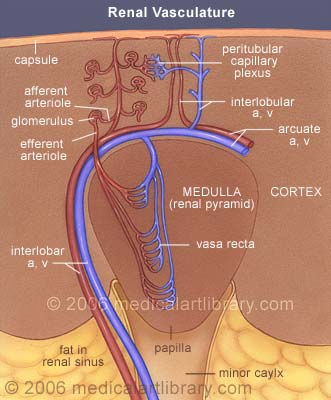 Renal Vasculature
capsule
peritubular
capillary
plexus
afferent
arteriole
glomerulus
efferent
arteriole
interlobular
a, v
arcuate
a, v
MEDULLA
(renal pyramid)
CORTEX
vasa recta
interlobar
a, v
© 2006 medicalartlibrary.com
papilla
fat in
renal sinus
minor caylx
© 2006 medicalartlibrary.com